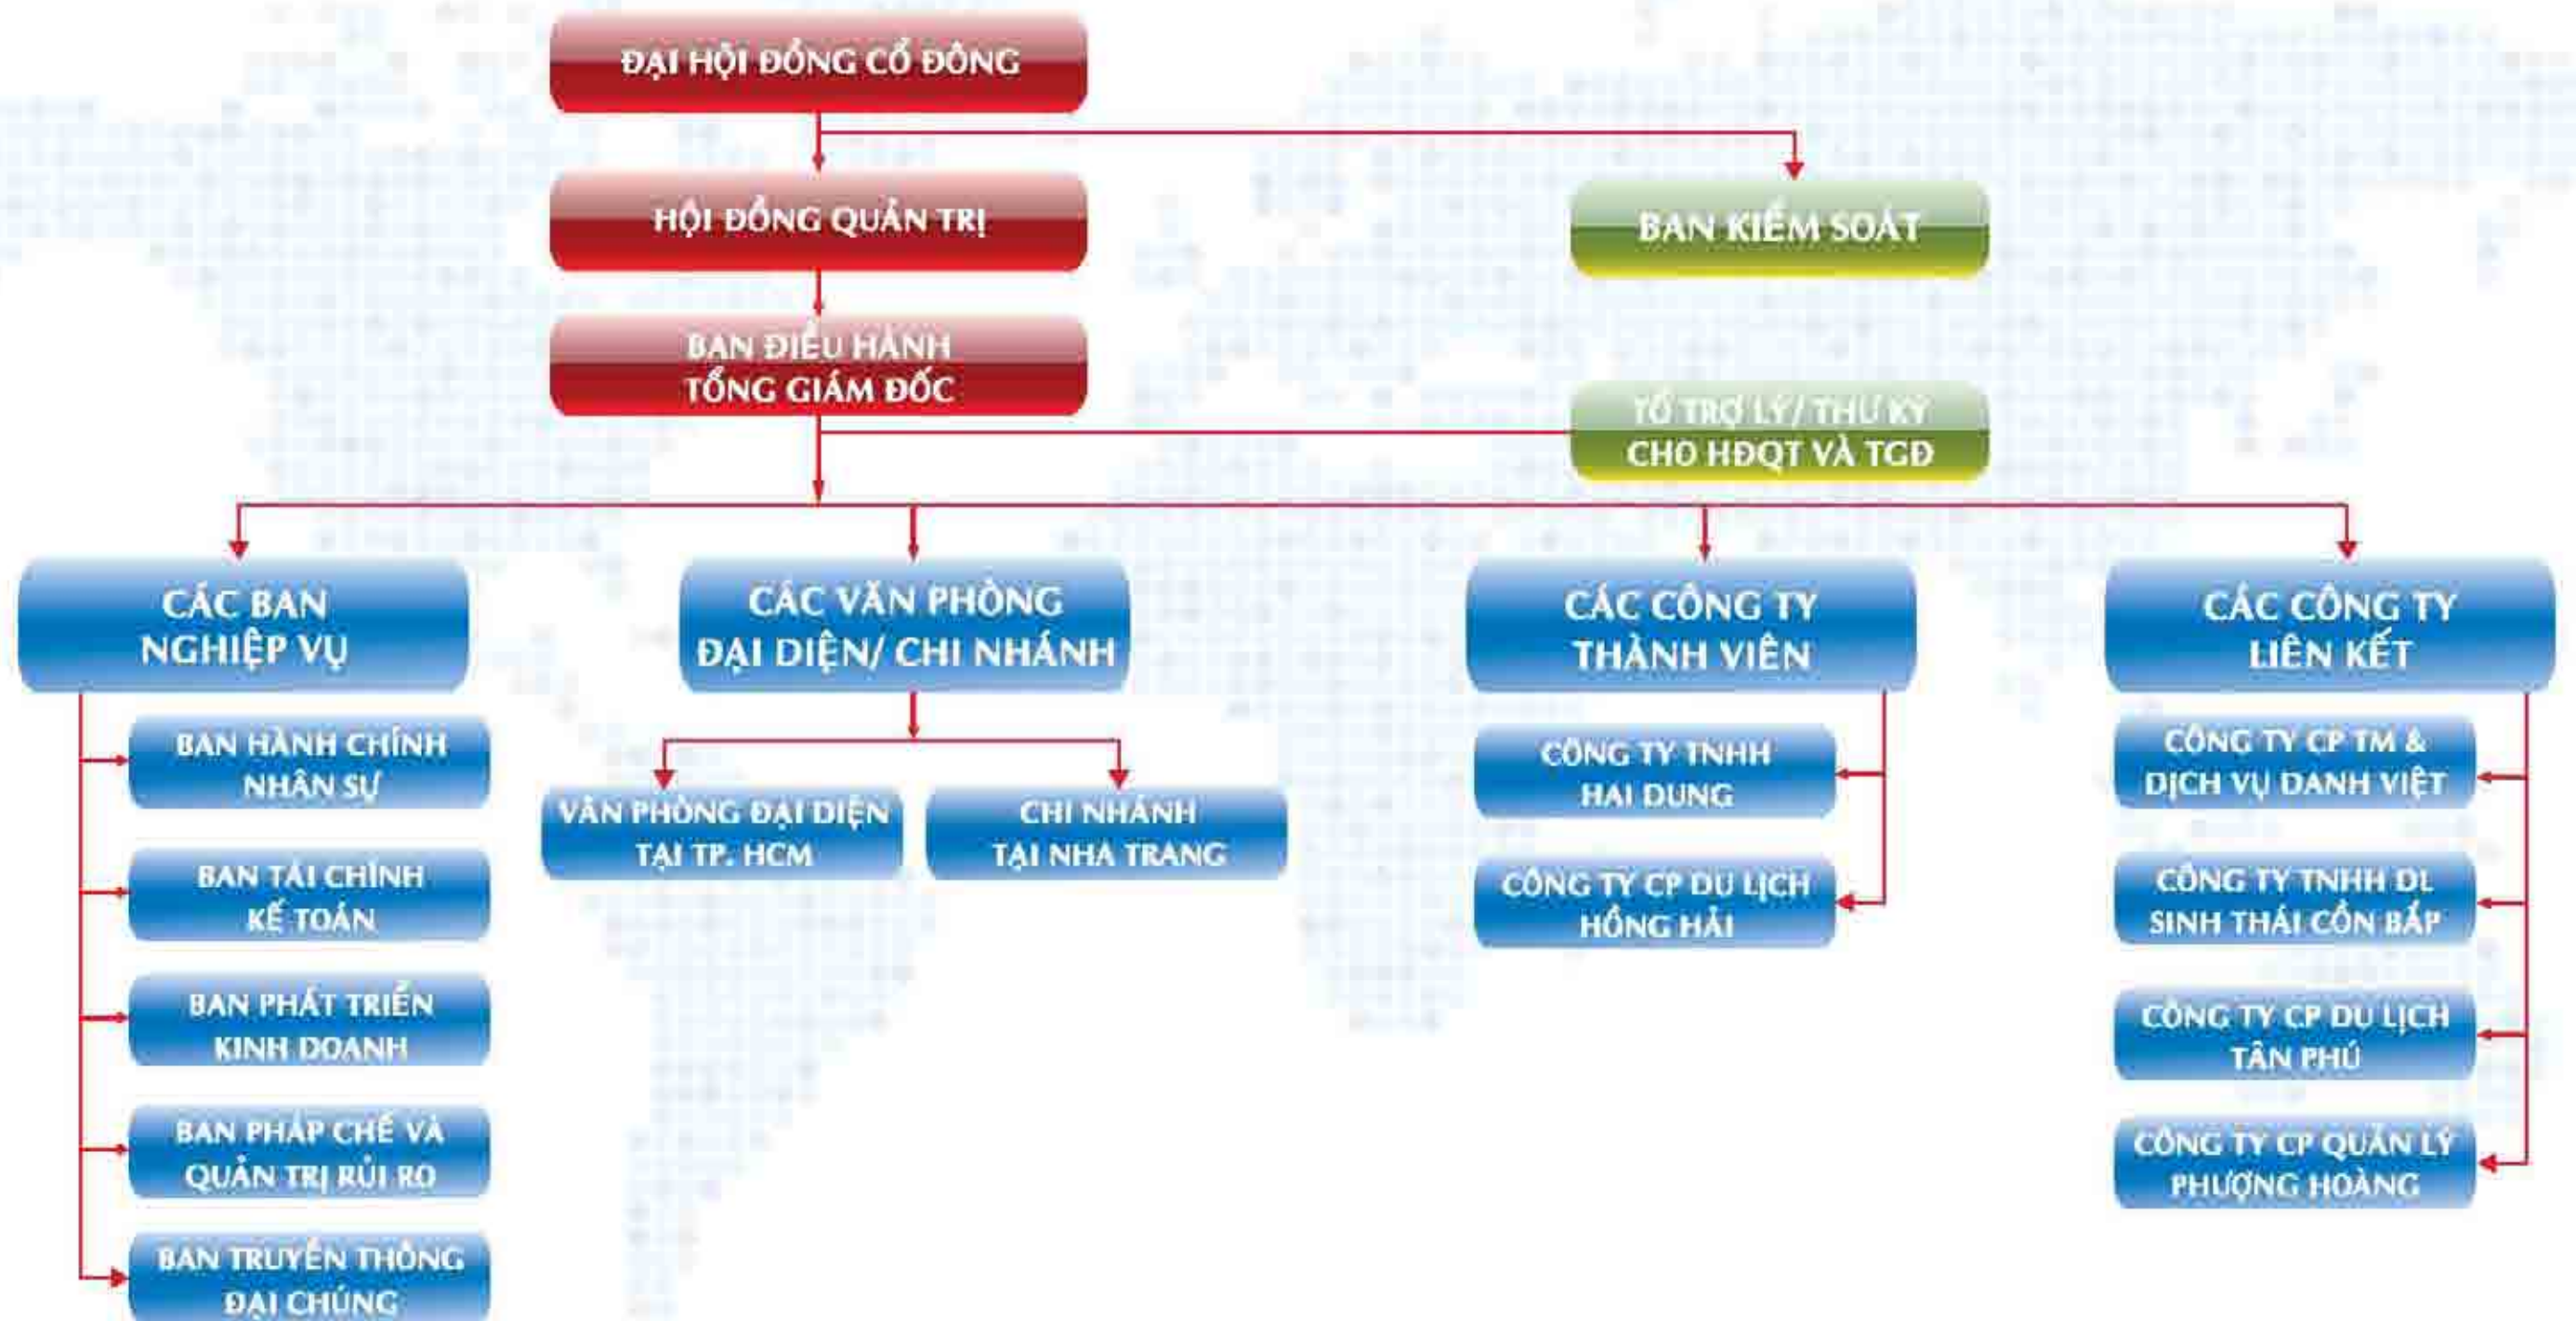 ĐẠI HỘI ĐỒNG CỔ ĐÔNG
HỘI ĐỒNG QUẢN TRỊ
BAN KIỂM SOÁT
BAN ĐIỀU HÀNH
TỔNG GIÁM ĐỐC
TỔ TRỢ LÝ/ THƯ KÝ
CHO HĐQT VÀ TGĐ
CÁC BAN
NGHIỆP VỤ
CÁC VĂN PHÒNG
ĐẠI DIỆN/ CHI NHÁNH
CÁC CÔNG TY
THÀNH VIÊN
CÁC CÔNG TY
LIÊN KẾT
BAN HÀNH CHÍNH
NHÂN SỰ
BAN TÀI CHÍNH
KẾ TOÁN
BAN PHÁT TRIỂN
KINH DOANH
BAN PHÁP CHẾ VÀ
QUẢN TRỊ RỦI RO
BAN TRUYỀN THÔNG
ĐẠI CHÚNG
VĂN PHÒNG ĐẠI DIỆN
TẠI TP. HCM
CHI NHÁNH
TẠI NHA TRANG
CÔNG TY TNHH
HAI DUNG
CÔNG TY CP DU LỊCH
HỒNG HẢI
CÔNG TY CP TM &
DỊCH VỤ DANH VIỆT
CÔNG TY TNHH DL
SINH THÁI CỒN BẮP
CÔNG TY CP DU LỊCH
TÂN PHÚ
CÔNG TY CP QUẢN LÝ
PHƯỢNG HOÀNG